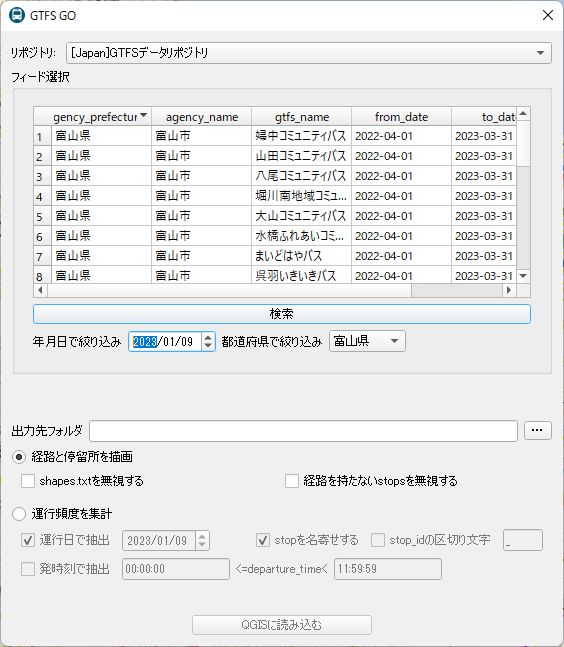 GTFS GO
リポジトリ: [Japan]GTFSデータリポジトリ
フィード選択
gency_prefectur agency_name gtfs_name from_date to_dat
1 富山県 富山市 婦中コミュニティバス 2022-04-01 2023-03-31
2 富山県 富山市 山田コミュニティバス 2022-04-01 2023-03-31
3 富山県 富山市 八尾コミュニティバス 2022-04-01 2023-03-31
4 富山県 富山市 堀川南地域コミュ... 2022-04-01 2023-03-31
5 富山県 富山市 大山コミュニティバス 2022-04-01 2023-03-31
6 富山県 富山市 水橋ふれあいコミ... 2022-04-01 2023-03-31
7 富山県 富山市 まいどはやバス 2022-04-01 2023-03-31
8 富山県 富山市 呉羽いきいきバス 2022-04-01 2023-03-31
検索
年月日で絞り込み 2023/01/09 都道府県で絞り込み 富山県
出力先フォルダ ...
経路と停留所を描画
shapes.txtを無視する 経路を持たないstopsを無視する
運行頻度を集計
運行日で抽出 2023/01/09 stopを名寄せする stop_idの区切り文字 _
発時刻で抽出 00:00:00 <=departure_time< 11:59:59
QGISに読み込む